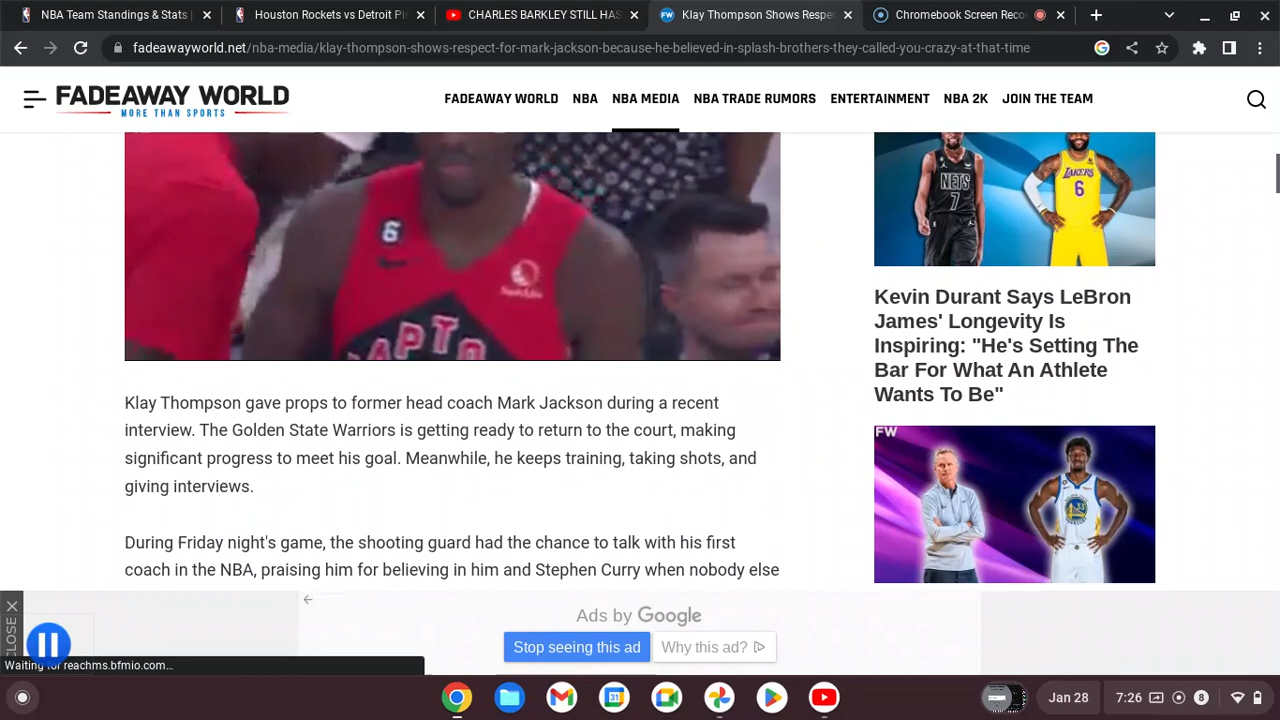 NBA Team Standings & Stats |
Houston Rockets vs Detroit Pis
CHARLES BARKLEY STILL HAS
FW Klay Thompson Shows Respec
Chromebook Screen Recor
fadeawayworld.net/nba-media/klay-thompson-shows-respect-for-mark-jackson-because-he-believed-in-splash-brothers-they-called-you-crazy-at-that-time
FADEAWAY WORLD
MORE THAN SPORTS
FADEAWAY WORLD NBA NBA MEDIA NBA TRADE RUMORS ENTERTAINMENT NBA 2K JOIN THE TEAM
6
NETS
7
LAKERS
6
Kevin Durant Says LeBron
James' Longevity Is
Inspiring: "He's Setting The
Bar For What An Athlete
Wants To Be"
FW
Klay Thompson gave props to former head coach Mark Jackson during a recent
interview. The Golden State Warriors is getting ready to return to the court, making
significant progress to meet his goal. Meanwhile, he keeps training, taking shots, and
giving interviews.
During Friday night's game, the shooting guard had the chance to talk with his first
coach in the NBA, praising him for believing in him and Stephen Curry when nobody else
CLOSE
Ads by Google
Stop seeing this ad
Why this ad?
Waiting for reachms.bfmio.com...
31
Jan 28
7:26
8